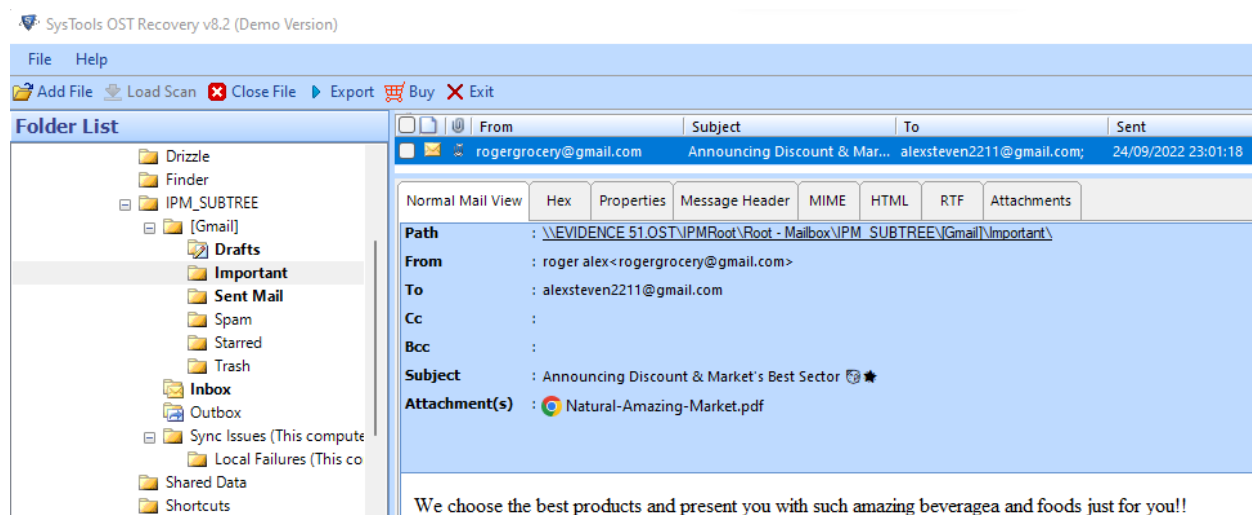 SysTools OST Recovery v8.2 (Demo Version)
File Help
Add File Load Scan Close File Export Buy Exit
Folder List
Drizzle
Finder
IPM_SUBTREE
[Gmail]
Drafts
Important
Sent Mail
Spam
Starred
Trash
Inbox
Outbox
Sync Issues (This compute
Local Failures (This co
Shared Data
Shortcuts
From Subject To Sent
rogergrocery@gmail.com Announcing Discount & Mar... alexsteven2211@gmail.com; 24/09/2022 23:01:18
Normal Mail View Hex Properties Message Header MIME HTML RTF Attachments
Path : \\EVIDENCE 51.OST\IPMRoot\Root - Mailbox\IPM_SUBTREE\[Gmail]\Important\
From : roger alex<rogergrocery@gmail.com>
To : alexsteven2211@gmail.com
Cc :
Bcc :
Subject : Announcing Discount & Market's Best Sector
Attachment(s) : Natural-Amazing-Market.pdf
We choose the best products and present you with such amazing beveragea and foods just for you!!